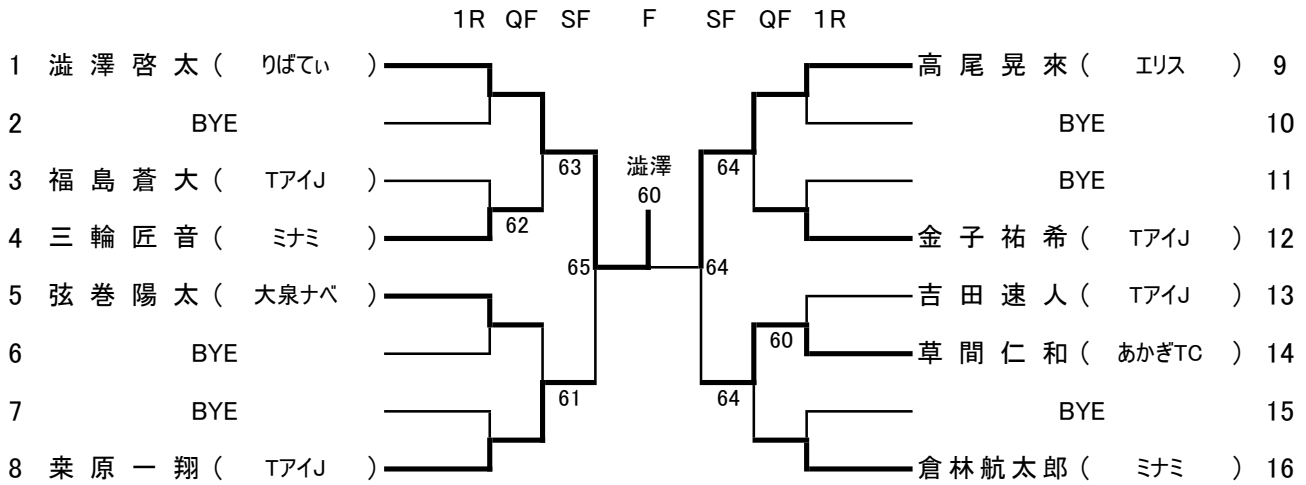 1R QF SF F SF QF 1R
1 澁澤啓太( りばてぃ ) 高尾晃來( エリス ) 9
2 BYE BYE 10
63 澁澤 64
3 福島蒼大( TアイJ ) 60 BYE 11
62
4 三輪匠音( ミナミ ) 金子祐希( TアイJ ) 12
65 64
5 弦巻陽太( 大泉ナベ ) 吉田速人( TアイJ ) 13
60
6 BYE 草間仁和( あかぎTC ) 14
61 64
7 BYE BYE 15
8 桒原一翔( TアイJ ) 倉林航太郎( ミナミ ) 16